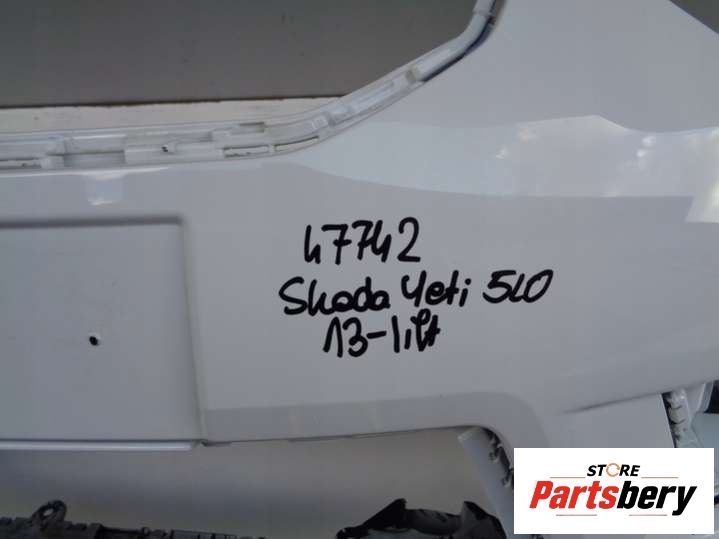 47742
Skoda Yeti 5L0
13-lift
STORE
Partsbery